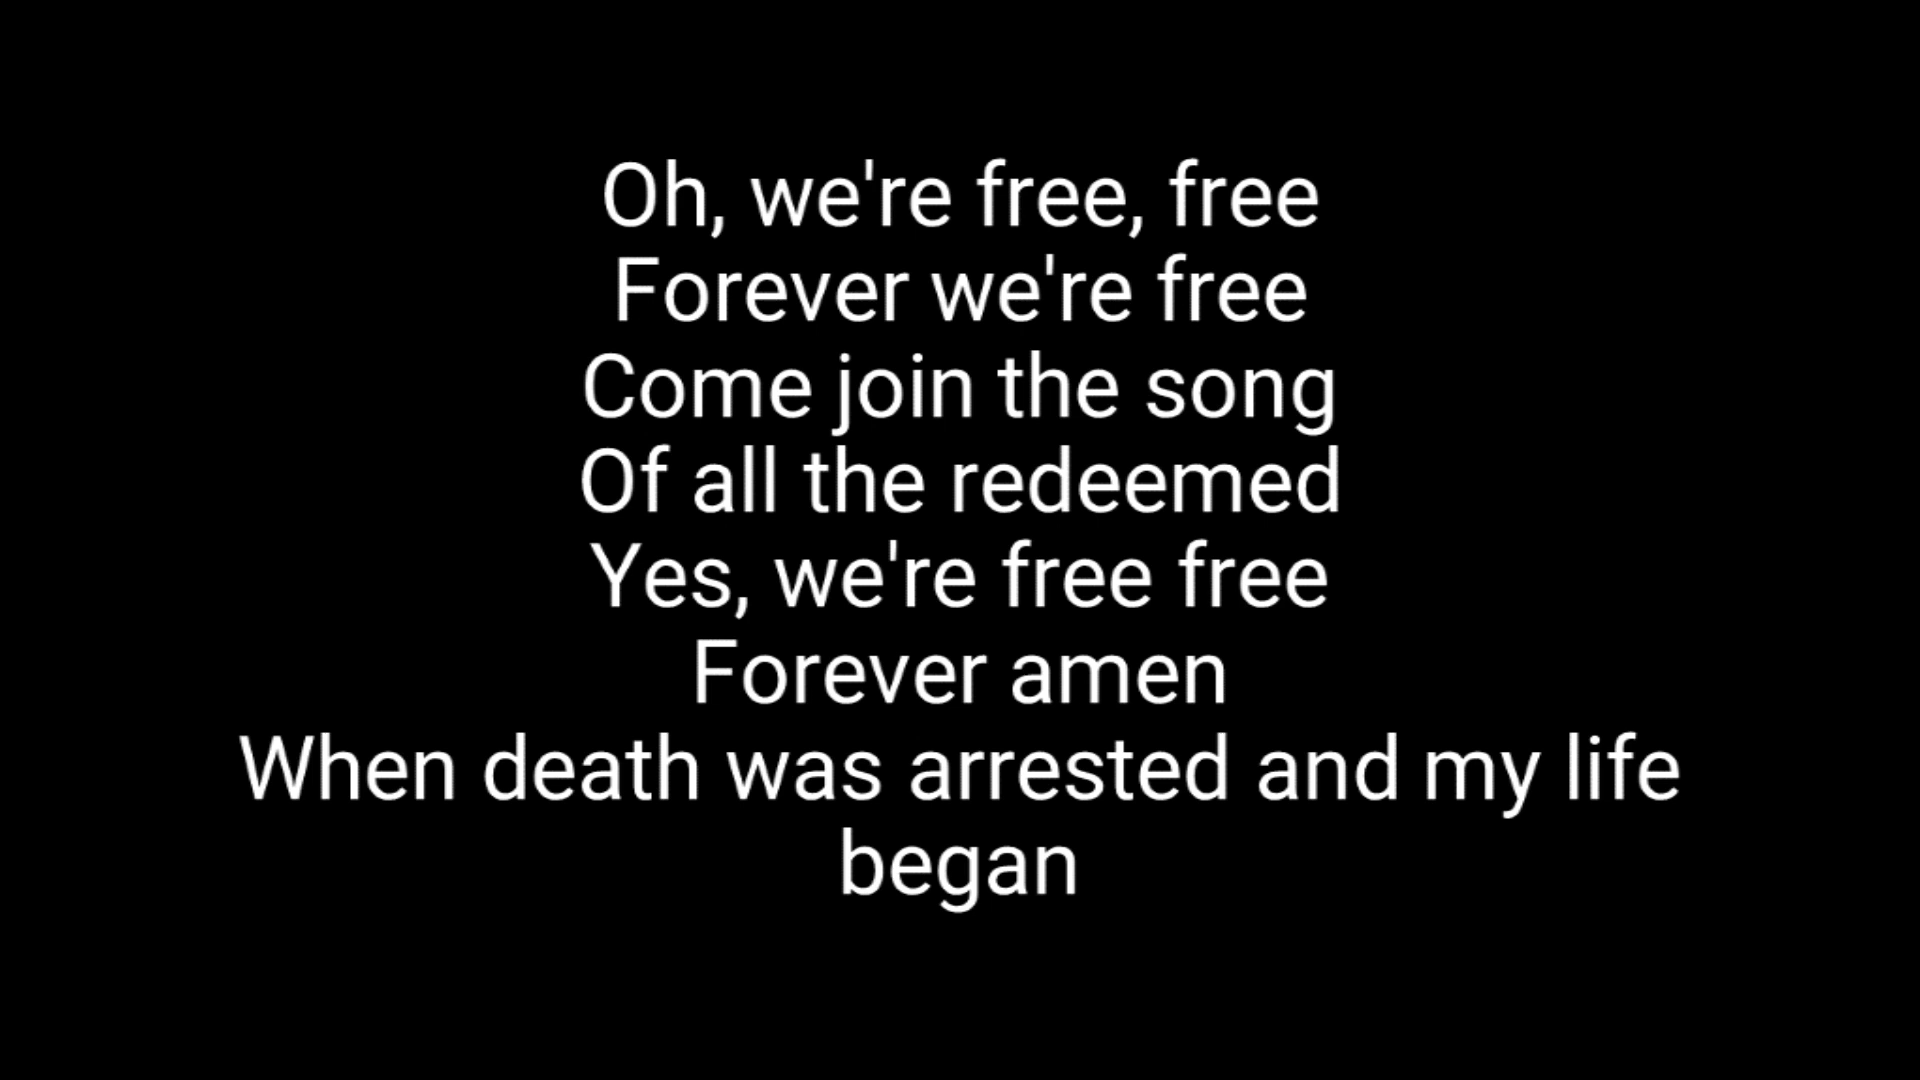 Oh, we're free, free
Forever we're free
Come join the song
Of all the redeemed
Yes, we're free free
Forever amen
When death was arrested and my life
began